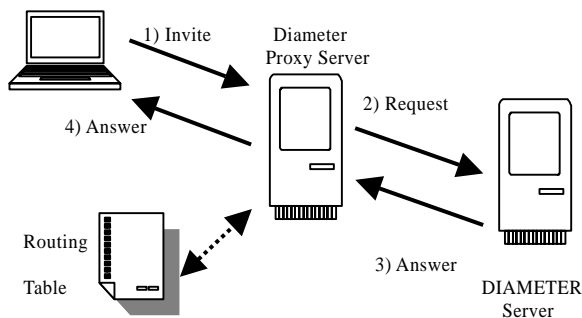 1) Invite
Diameter
Proxy Server
2) Request
4) Answer
Routing
Table
3) Answer
DIAMETER
Server